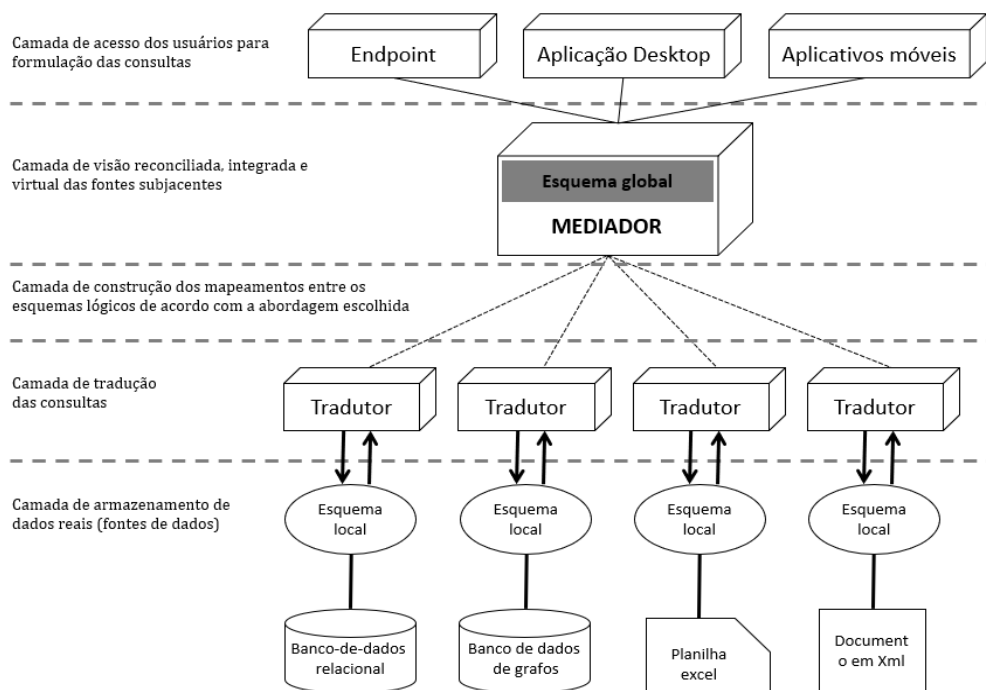 Camada de acesso dos usuários para
formulação das consultas
Endpoint
Aplicação Desktop
Aplicativos móveis
Camada de visão reconciliada, integrada e
virtual das fontes subjacentes
Esquema global
MEDIADOR
Camada de construção dos mapeamentos entre os
esquemas lógicos de acordo com a abordagem escolhida
Camada de tradução
das consultas
Tradutor
Tradutor
Tradutor
Tradutor
Camada de armazenamento de
dados reais (fontes de dados)
Esquema
local
Esquema
local
Esquema
local
Esquema
local
Banco-de-dados
relacional
Banco de dados
de grafos
Planilha
excel
Document
o em Xml